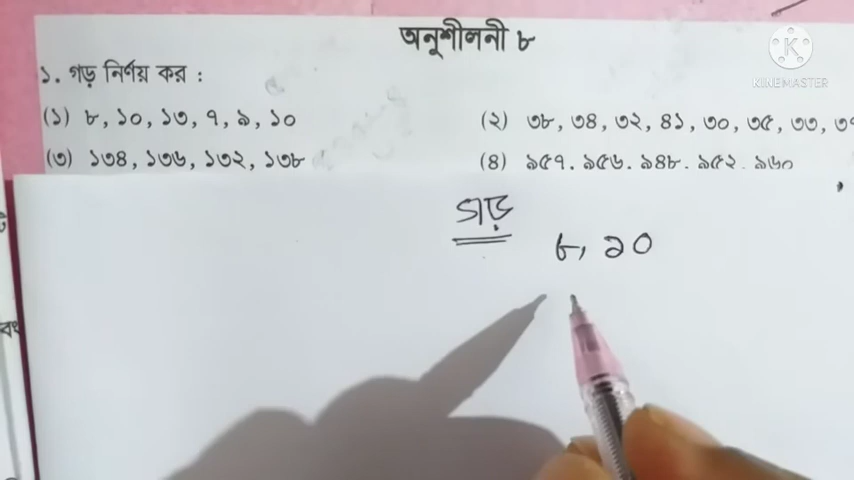 অনুশীলনী ৮
১. গড় নির্ণয় কর :
(১) ৮, ১০, ১৩, ৭, ৯, ১০
(২) ৩৮, ৩৪, ৩২, ৪১, ৩০, ৩৫, ৩৩,
(৩) ১৩৪, ১৩৬, ১৩২, ১৩৮
(৪) ৯৫৭, ৯৫৬, ৯৪৮, ৯৫২, ৯৬০
গড়
৮, ১০
KINEMASTER